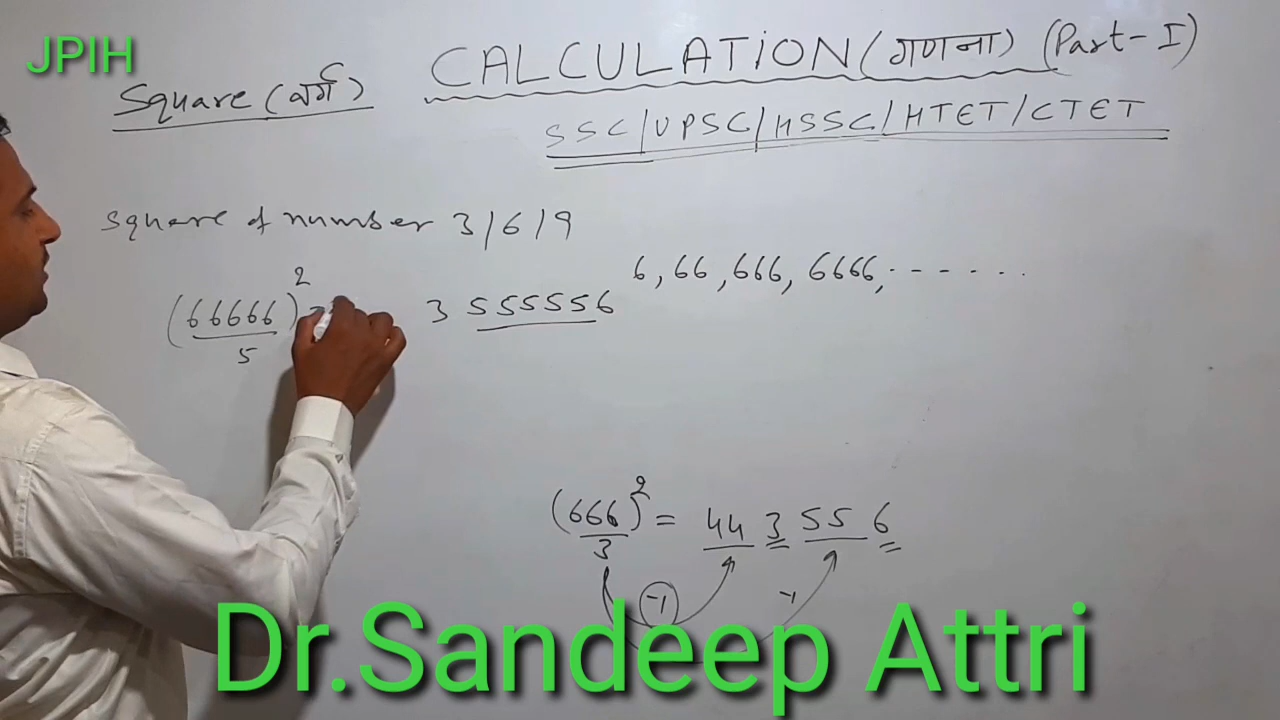 JPIH
CALCULATION (गणना) (Part-I)
Square (वर्ग)
SSC/UPSC/HSSC/HTET/CTET
square of number 3/6/9
6, 66, 666, 6666, - - - - - -
(66666)² = 3 555556
5
(666)² = 44 3 55 6
3
-1 -1
Dr.Sandeep Attri